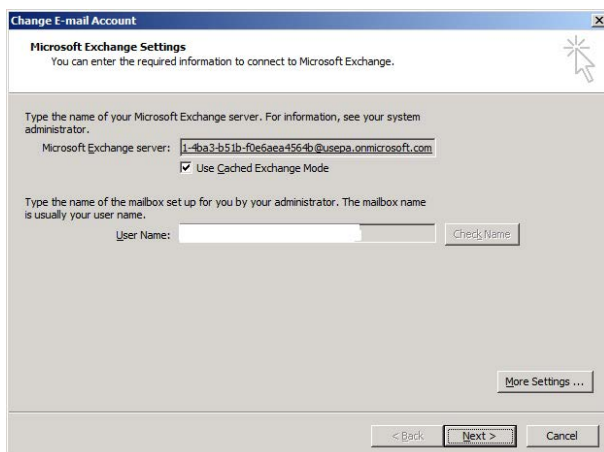 Change E-mail Account
Microsoft Exchange Settings
You can enter the required information to connect to Microsoft Exchange.
Type the name of your Microsoft Exchange server. For information, see your system
administrator.
Microsoft Exchange server: 1-4ba3-b51b-f0e6aea4564b@usepa.onmicrosoft.com
Use Cached Exchange Mode
Type the name of the mailbox set up for you by your administrator. The mailbox name
is usually your user name.
User Name: Check Name
More Settings ...
< Back Next > Cancel